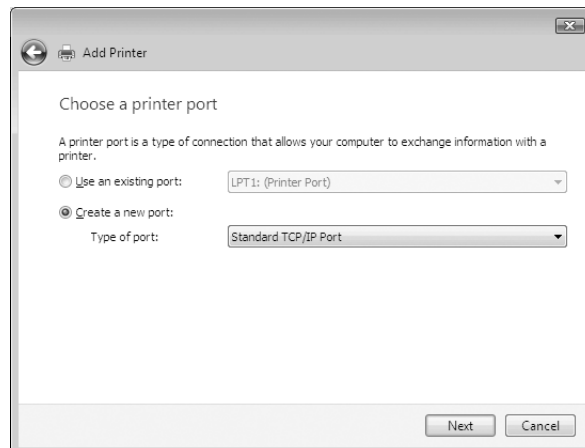 Add Printer
Choose a printer port
A printer port is a type of connection that allows your computer to exchange information with a
printer.
Use an existing port: LPT1: (Printer Port)
Create a new port:
Type of port: Standard TCP/IP Port
Next Cancel